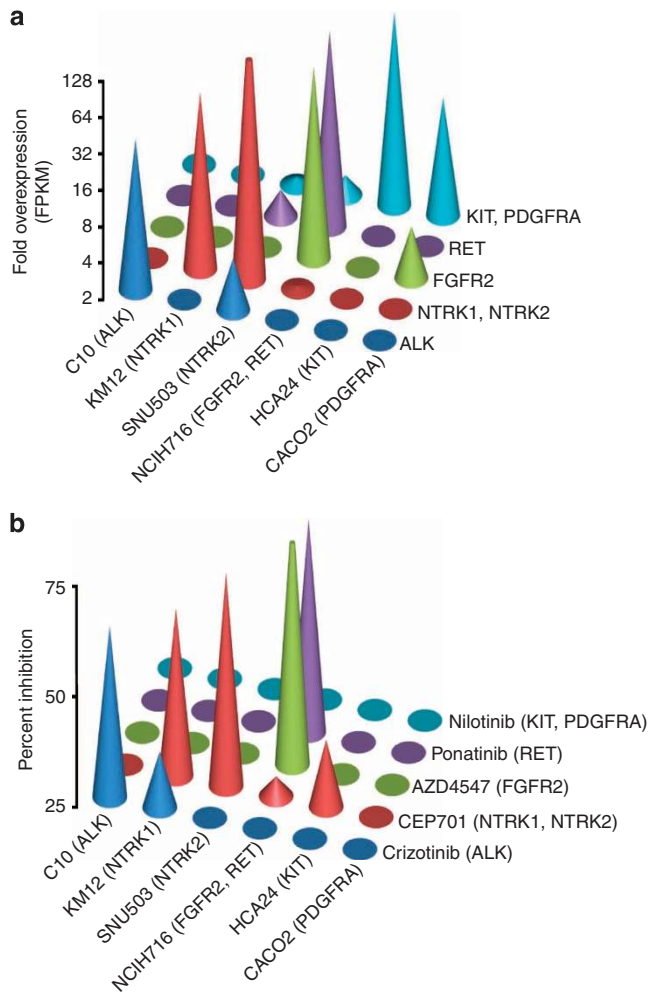 a
Fold overexpression
(FPKM)
128
64
32
16
8
4
2
KIT, PDGFRA
RET
FGFR2
NTRK1, NTRK2
ALK
C10 (ALK)
KM12 (NTRK1)
SNU503 (NTRK2)
NCIH716 (FGFR2, RET)
HCA24 (KIT)
CACO2 (PDGFRA)
b
Percent inhibition
75
50
25
Nilotinib (KIT, PDGFRA)
Ponatinib (RET)
AZD4547 (FGFR2)
CEP701 (NTRK1, NTRK2)
Crizotinib (ALK)
C10 (ALK)
KM12 (NTRK1)
SNU503 (NTRK2)
NCIH716 (FGFR2, RET)
HCA24 (KIT)
CACO2 (PDGFRA)